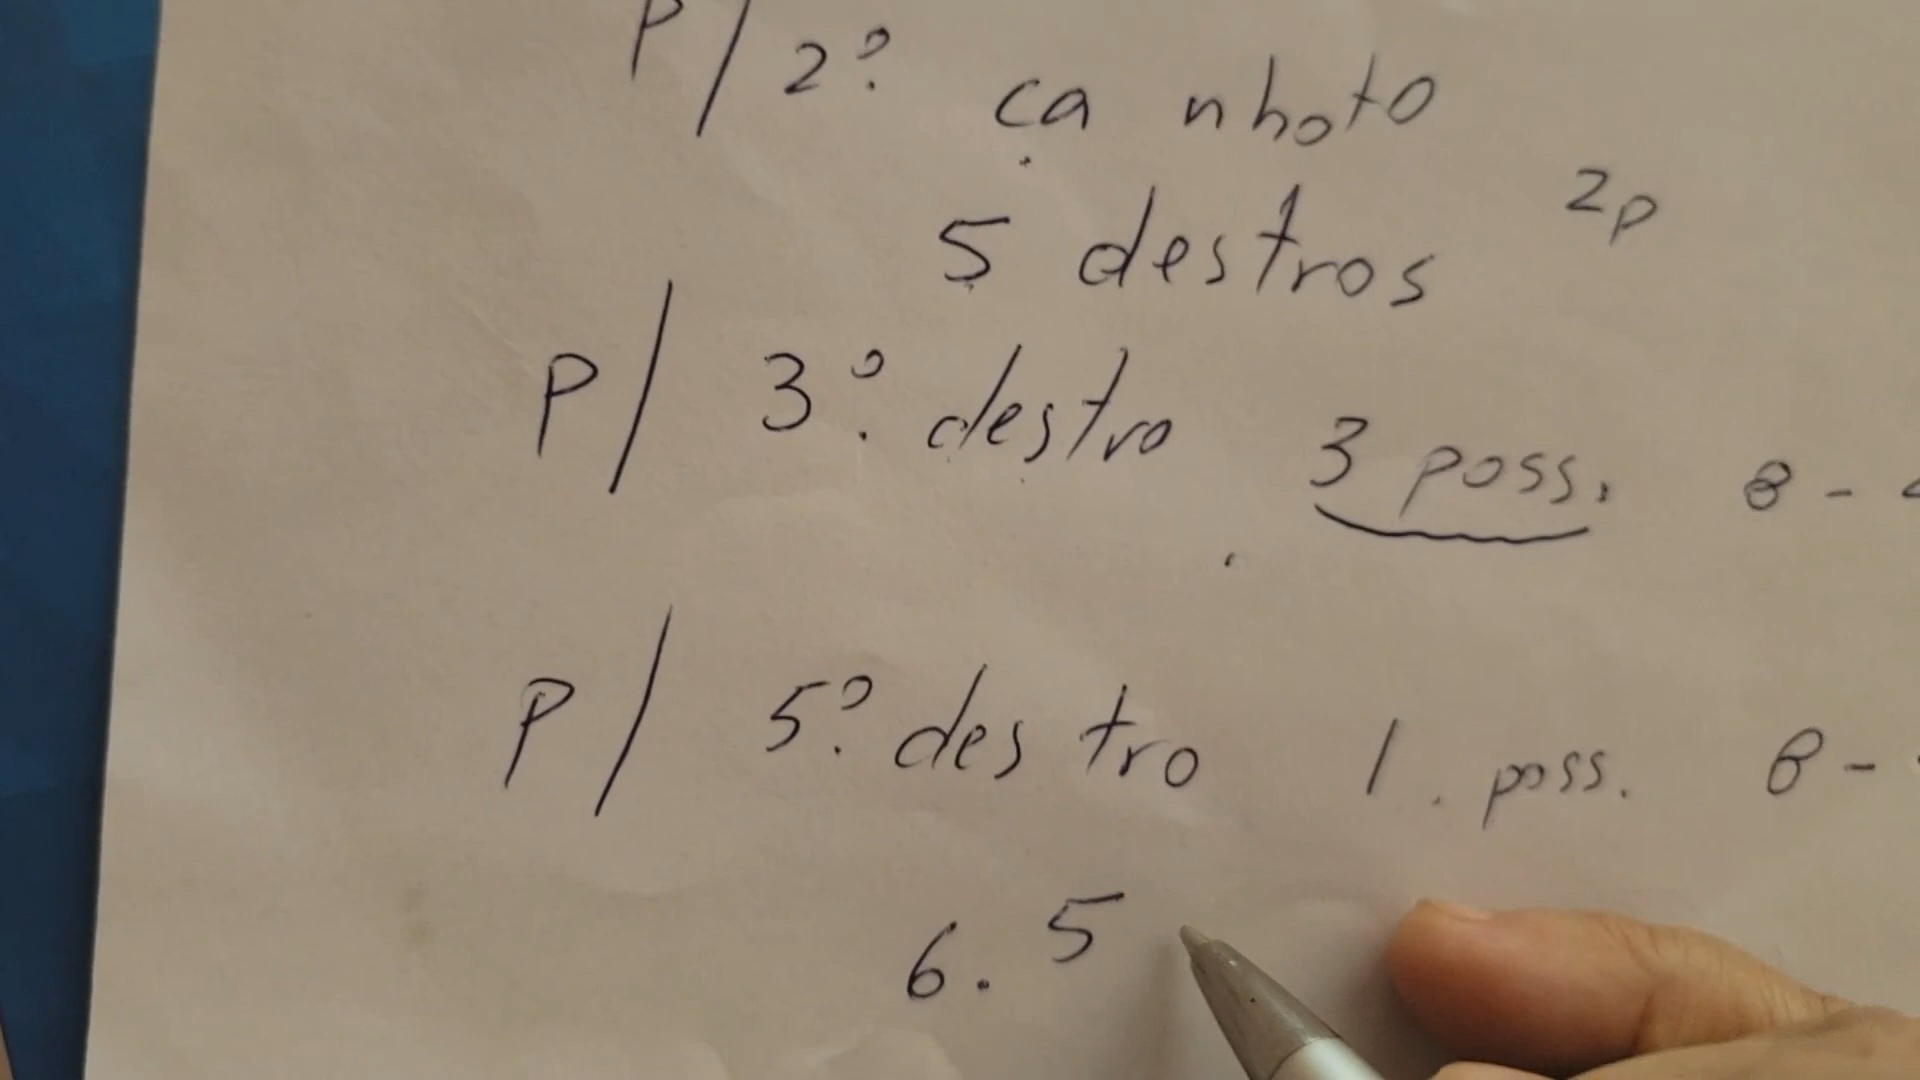 P/ 2º canhoto
5 destros 2p
P/ 3º destro 3 poss. 8 -
P/ 5º destro 1. poss. 8 -
6.5